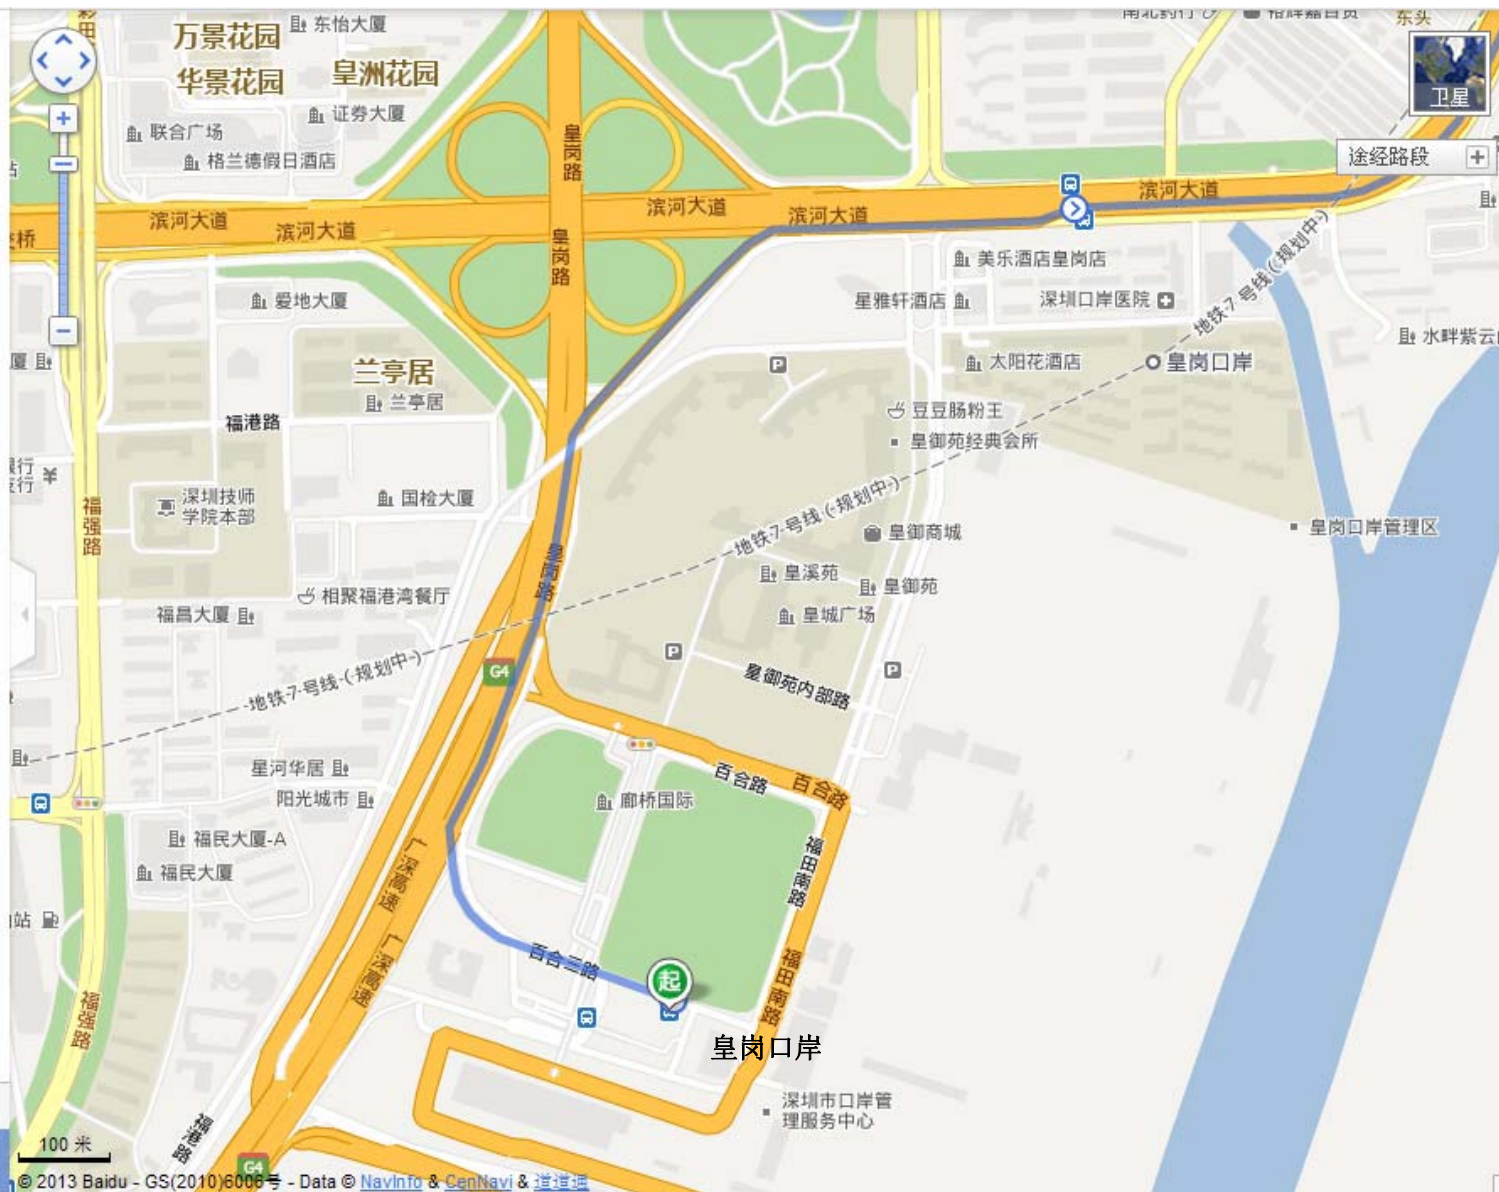 东怡大厦
万景花园
华景花园
皇洲花园
证券大厦
联合广场
格兰德假日酒店
东头
卫星
途经路段
皇岗路
滨河大道
滨河大道
滨河大道
滨河大道
滨河大道
皇岗路
美乐酒店皇岗店
爱地大厦
星雅轩酒店
深圳口岸医院
地铁7号线(规划中)
水畔紫云
兰亭居
兰亭居
太阳花酒店
皇岗口岸
福港路
豆豆肠粉王
皇御苑经典会所
深圳技师
学院本部
国检大厦
福强路
地铁7号线(规划中)
皇御商城
皇岗口岸管理区
皇岗路
皇溪苑
皇御苑
相聚福港湾餐厅
福昌大厦
皇城广场
P
P
P
G4
皇御苑内部路
地铁7号线(规划中)
星河华居
阳光城市
百合路
百合路
廊桥国际
福民大厦-A
福民大厦
广深高速
福田南路
广深高速
百合三路
起
福田南路
福强路
皇岗口岸
深圳市口岸管
理服务中心
福港路
100 米
G4
© 2013 Baidu - GS(2010)6006号 - Data © NavInfo & CenNavi & 道道通